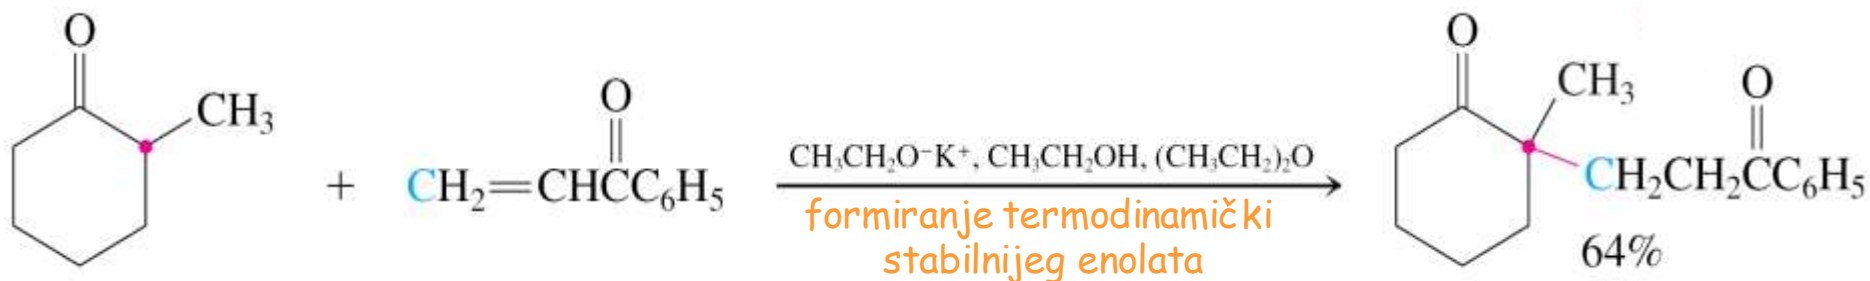 O
CH₃
+
O
CH₂=CHCC₆H₅
CH₃CH₂O⁻K⁺, CH₃CH₂OH, (CH₃CH₂)₂O
formiranje termodinamički
stabilnijeg enolata
O
CH₃
O
CH₂CH₂CC₆H₅
64%